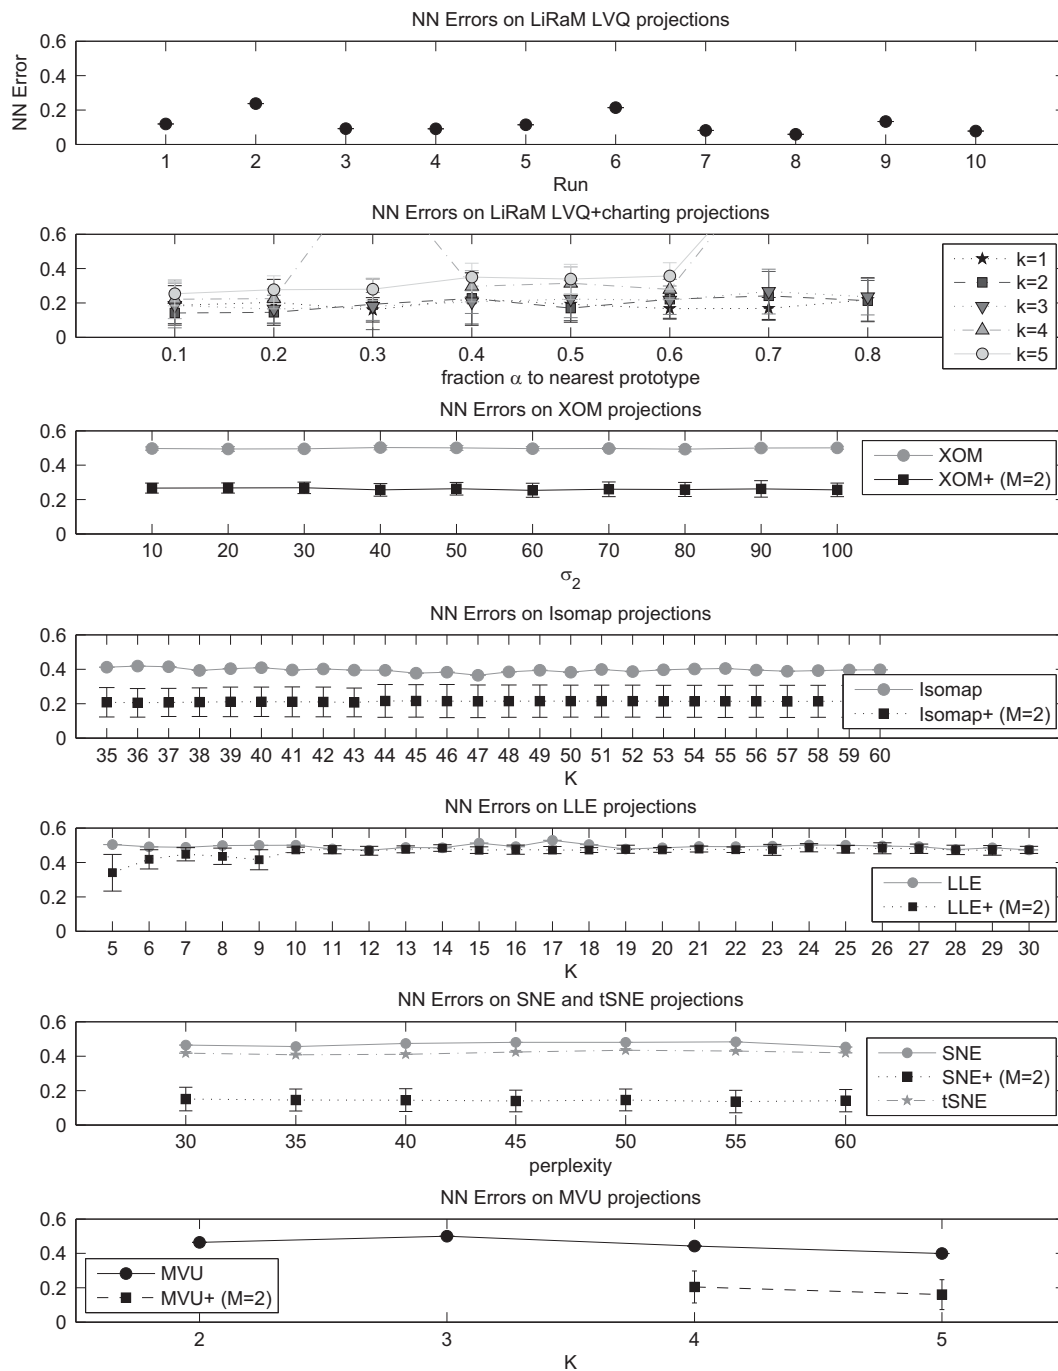 NN Errors on LiRaM LVQ projections
NN Error
0.6
0.4
0.2
0
1 2 3 4 5 6 7 8 9 10
Run
NN Errors on LiRaM LVQ+charting projections
0.6
0.4
0.2
0
0.1 0.2 0.3 0.4 0.5 0.6 0.7 0.8
fraction α to nearest prototype
k=1
k=2
k=3
k=4
k=5
NN Errors on XOM projections
0.6
0.4
0.2
0
10 20 30 40 50 60 70 80 90 100
σ2
XOM
XOM+ (M=2)
NN Errors on Isomap projections
0.6
0.4
0.2
0
35 36 37 38 39 40 41 42 43 44 45 46 47 48 49 50 51 52 53 54 55 56 57 58 59 60
K
Isomap
Isomap+ (M=2)
NN Errors on LLE projections
0.6
0.4
0.2
0
5 6 7 8 9 10 11 12 13 14 15 16 17 18 19 20 21 22 23 24 25 26 27 28 29 30
K
LLE
LLE+ (M=2)
NN Errors on SNE and tSNE projections
0.6
0.4
0.2
0
30 35 40 45 50 55 60
perplexity
SNE
SNE+ (M=2)
tSNE
NN Errors on MVU projections
0.6
0.4
0.2
0
2 3 4 5
K
MVU
MVU+ (M=2)